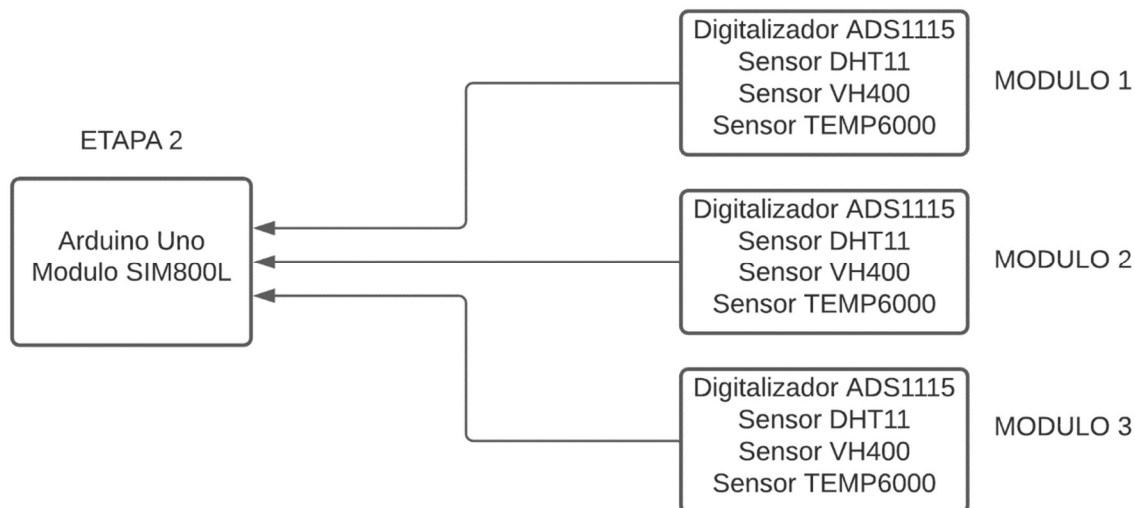 ETAPA 2
Arduino Uno
Modulo SIM800L
Digitalizador ADS1115
Sensor DHT11
Sensor VH400
Sensor TEMP6000
MODULO 1
Digitalizador ADS1115
Sensor DHT11
Sensor VH400
Sensor TEMP6000
MODULO 2
Digitalizador ADS1115
Sensor DHT11
Sensor VH400
Sensor TEMP6000
MODULO 3